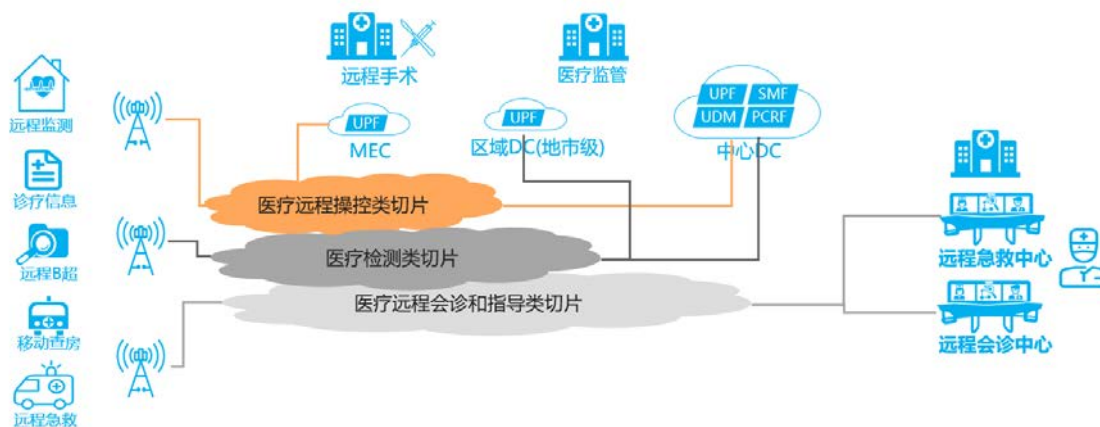 远程手术
医疗监管
远程监测
诊疗信息
远程B超
移动查房
远程急救
UPF
MEC
UPF
区域DC(地市级)
UPF SMF
UDM PCRF
中心DC
医疗远程操控类切片
医疗检测类切片
医疗远程会诊和指导类切片
远程急救中心
远程会诊中心